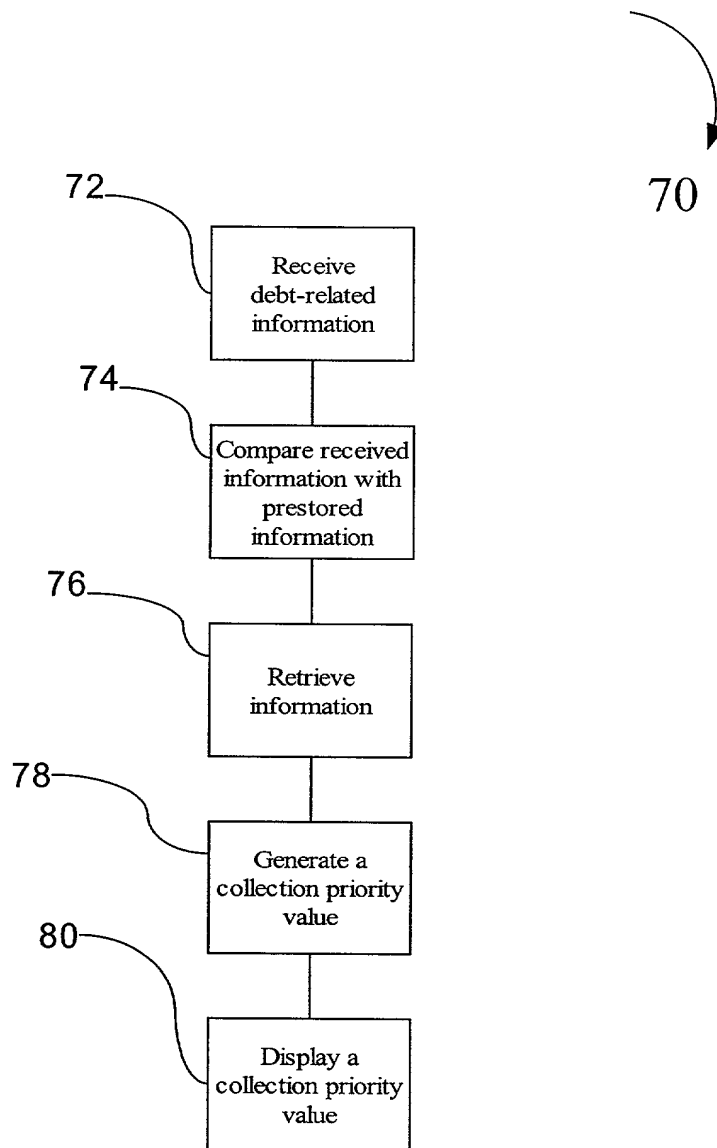 70
72
Receive
debt-related
information
74
Compare received
information with
prestored
information
76
Retrieve
information
78
Generate a
collection priority
value
80
Display a
collection priority
value